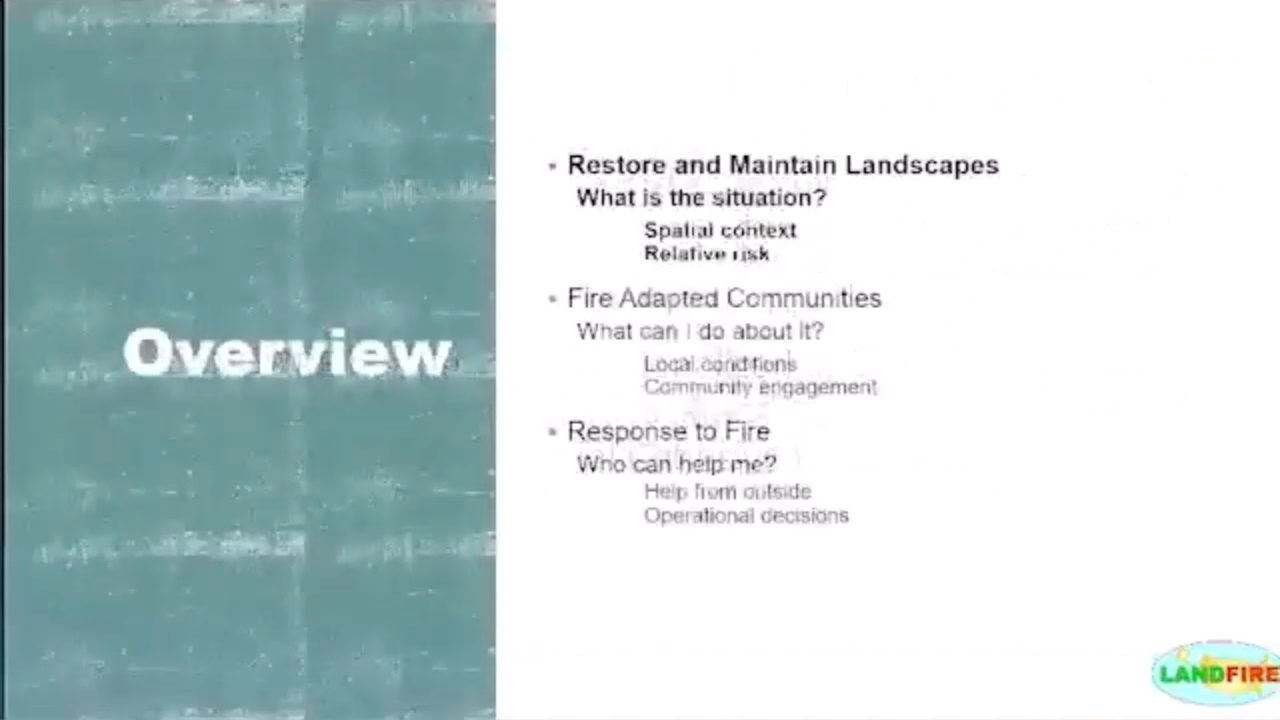 Overview
• Restore and Maintain Landscapes
What is the situation?
Spatial context
Relative risk
• Fire Adapted Communities
What can I do about it?
Local conditions
Community engagement
• Response to Fire
Who can help me?
Help from outside
Operational decisions
LANDFIRE